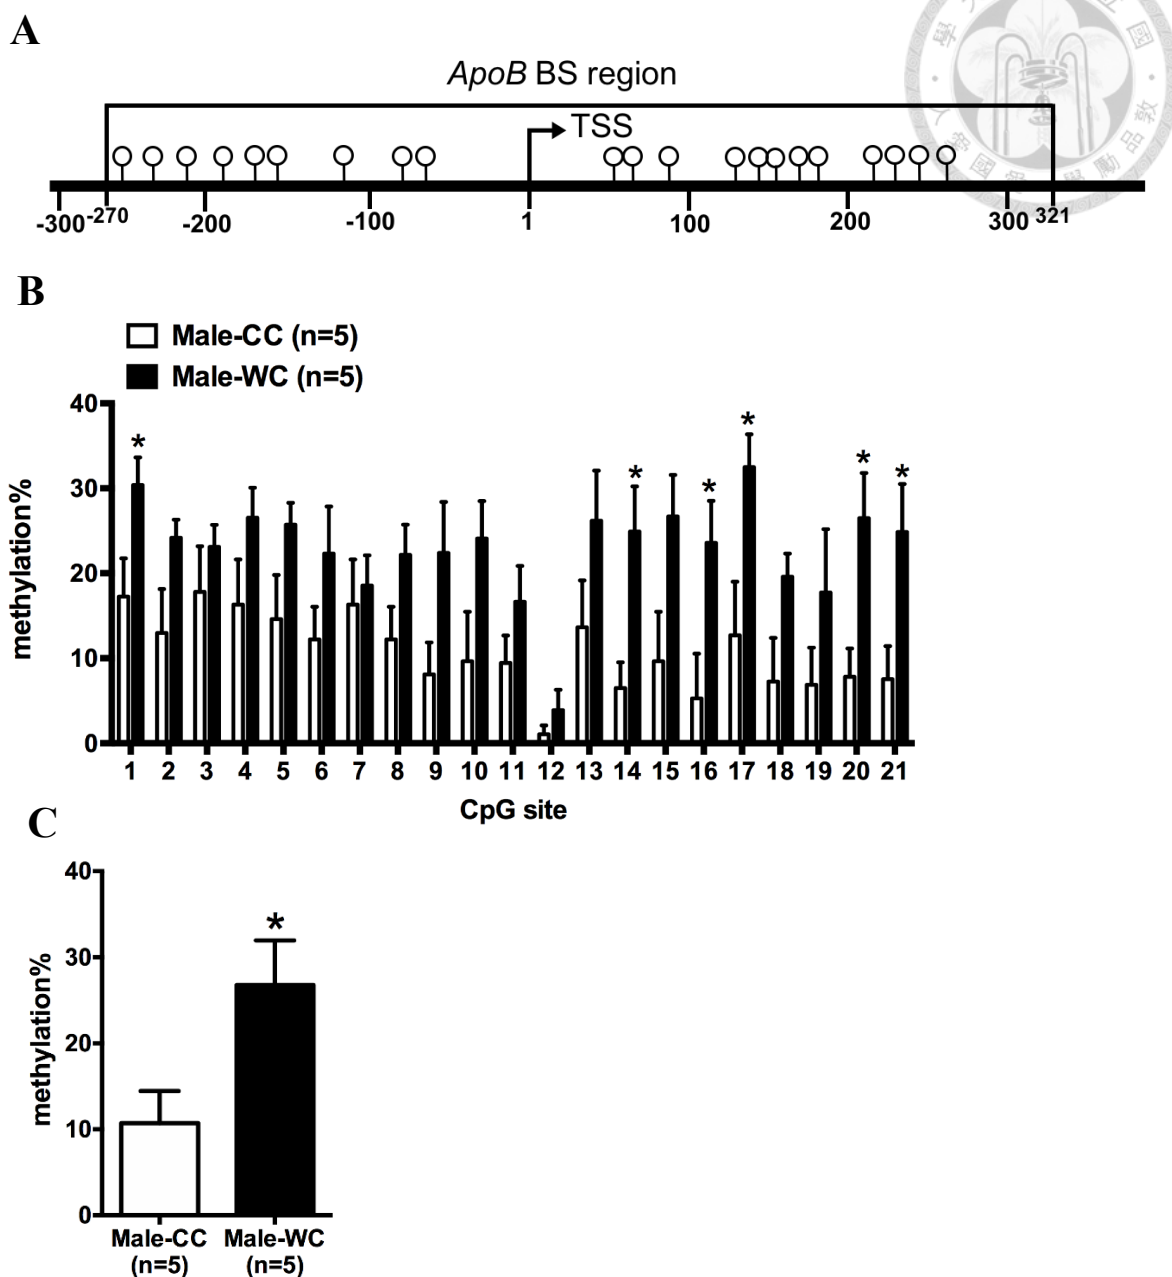 A
ApoB BS region
TSS
-300 -270 -200 -100 1 100 200 300 321
B
Male-CC (n=5)
Male-WC (n=5)
40
30
20
10
0
methylation%
* * * * * *
1 2 3 4 5 6 7 8 9 10 11 12 13 14 15 16 17 18 19 20 21
CpG site
C
40
30
20
10
0
methylation%
*
Male-CC Male-WC
(n=5) (n=5)